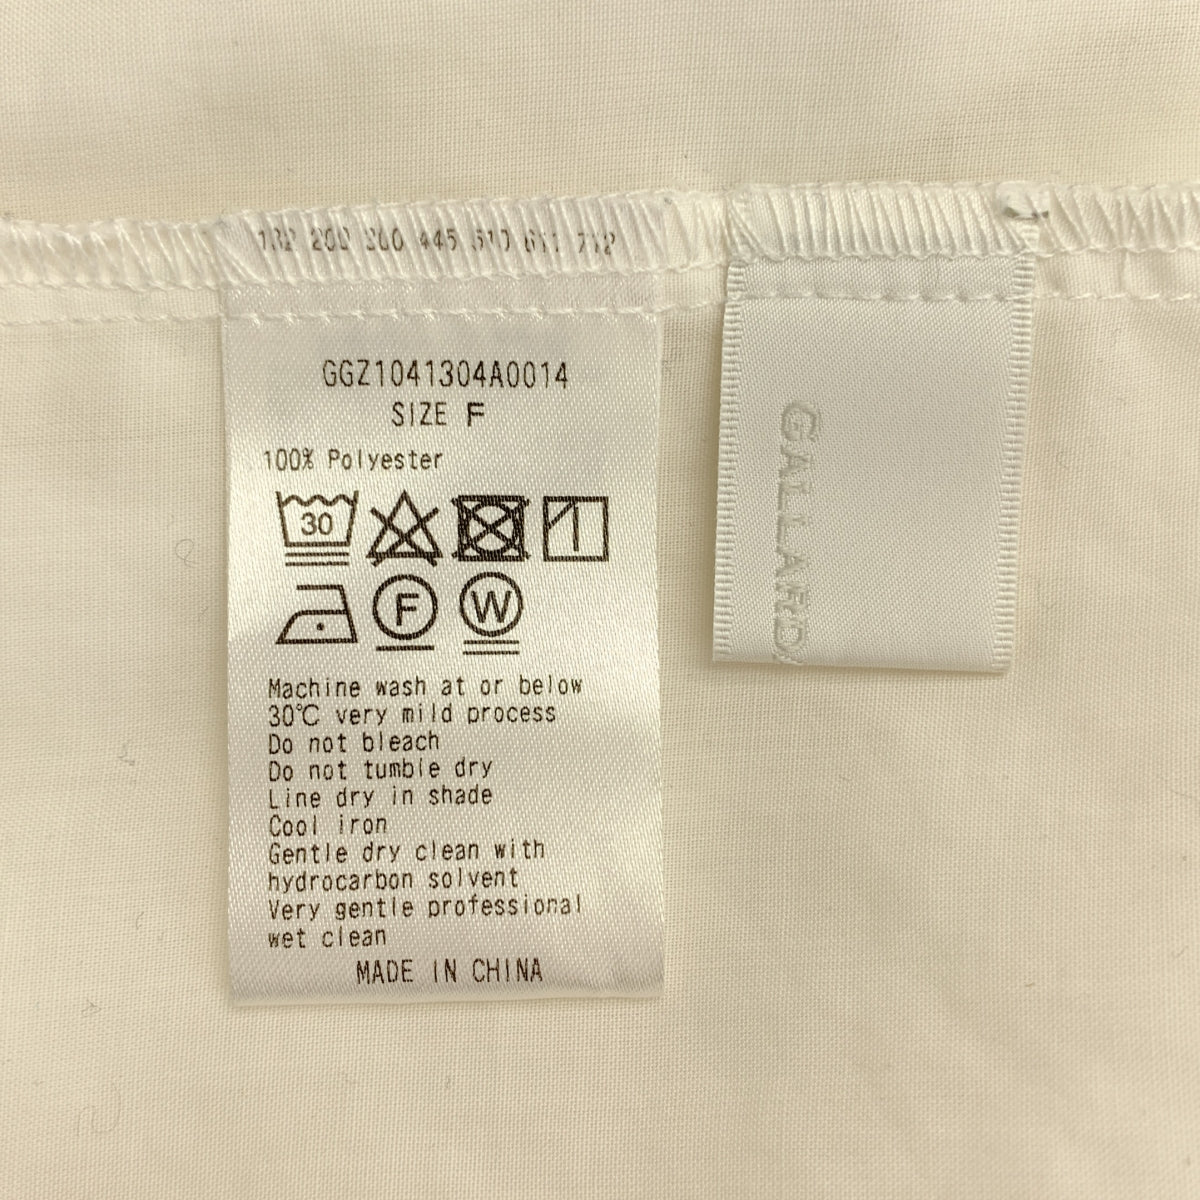 445
GGZ1041304A0014
SIZE F
100% Polyester
30
F
W
Machine wash at or below
30℃ very mild process
Do not bleach
Do not tumble dry
Line dry in shade
Cool iron
Gentle dry clean with
hydrocarbon solvent
Very gentle professional
wet clean
MADE IN CHINA
GALLARDA